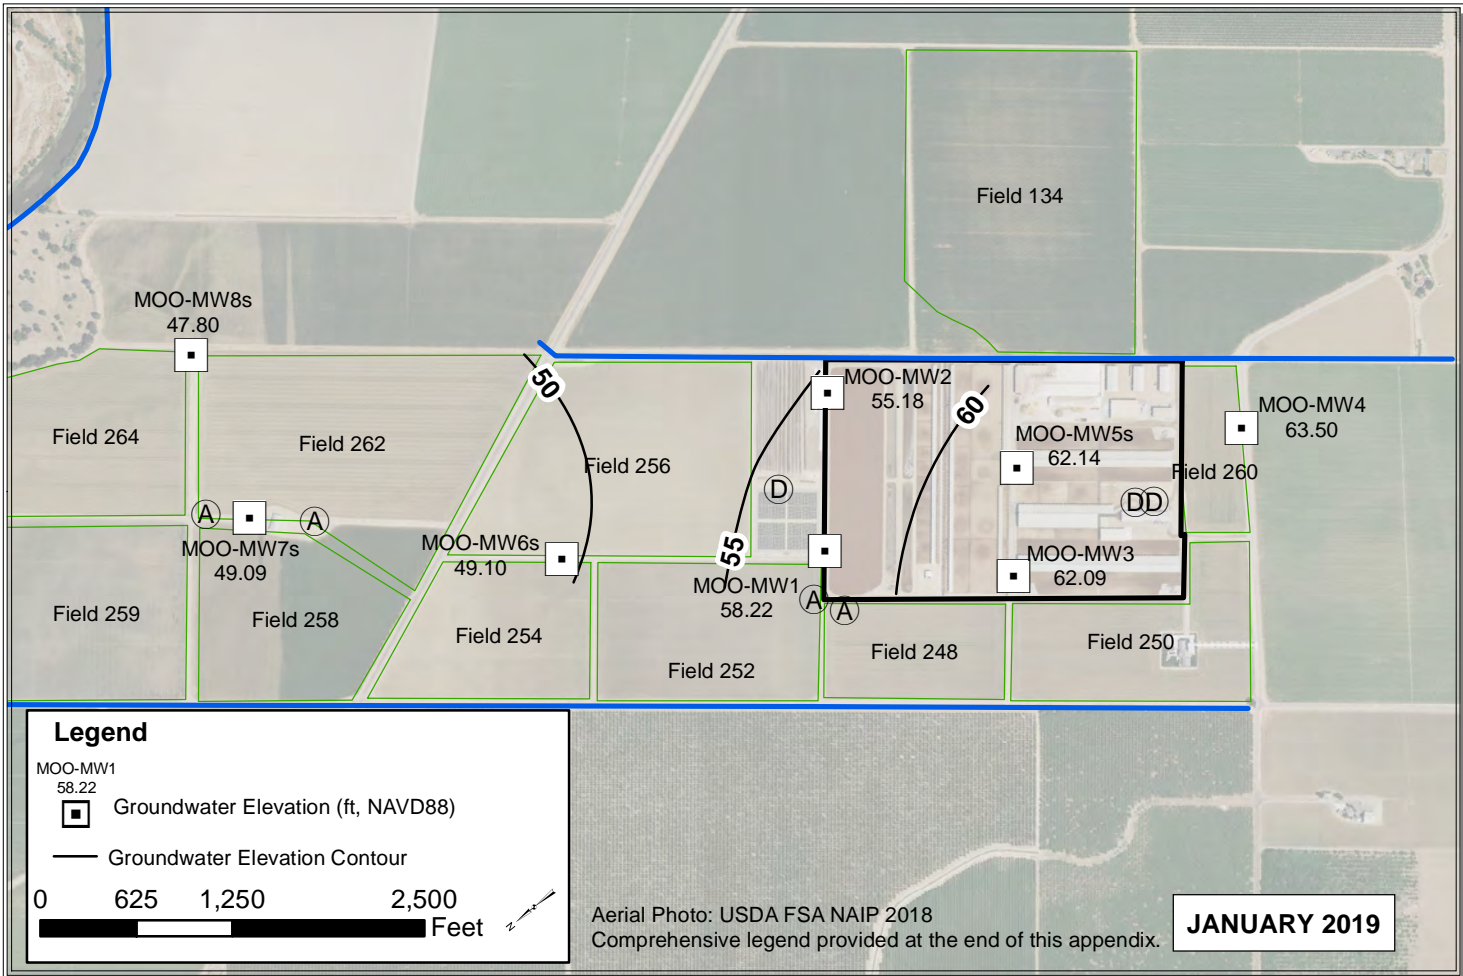 Field 134
MOO-MW8s
47.80
50
MOO-MW2
55.18
60
MOO-MW4
63.50
Field 264
Field 262
Field 256
MOO-MW5s
62.14
Field 260
D
DD
A
A
MOO-MW7s
49.09
MOO-MW6s
49.10
55
MOO-MW1
58.22
MOO-MW3
62.09
A
A
Field 259
Field 258
Field 254
Field 252
Field 248
Field 250
Legend
MOO-MW1
58.22
Groundwater Elevation (ft, NAVD88)
Groundwater Elevation Contour
0 625 1,250 2,500
Feet
N
Aerial Photo: USDA FSA NAIP 2018
Comprehensive legend provided at the end of this appendix.
JANUARY 2019